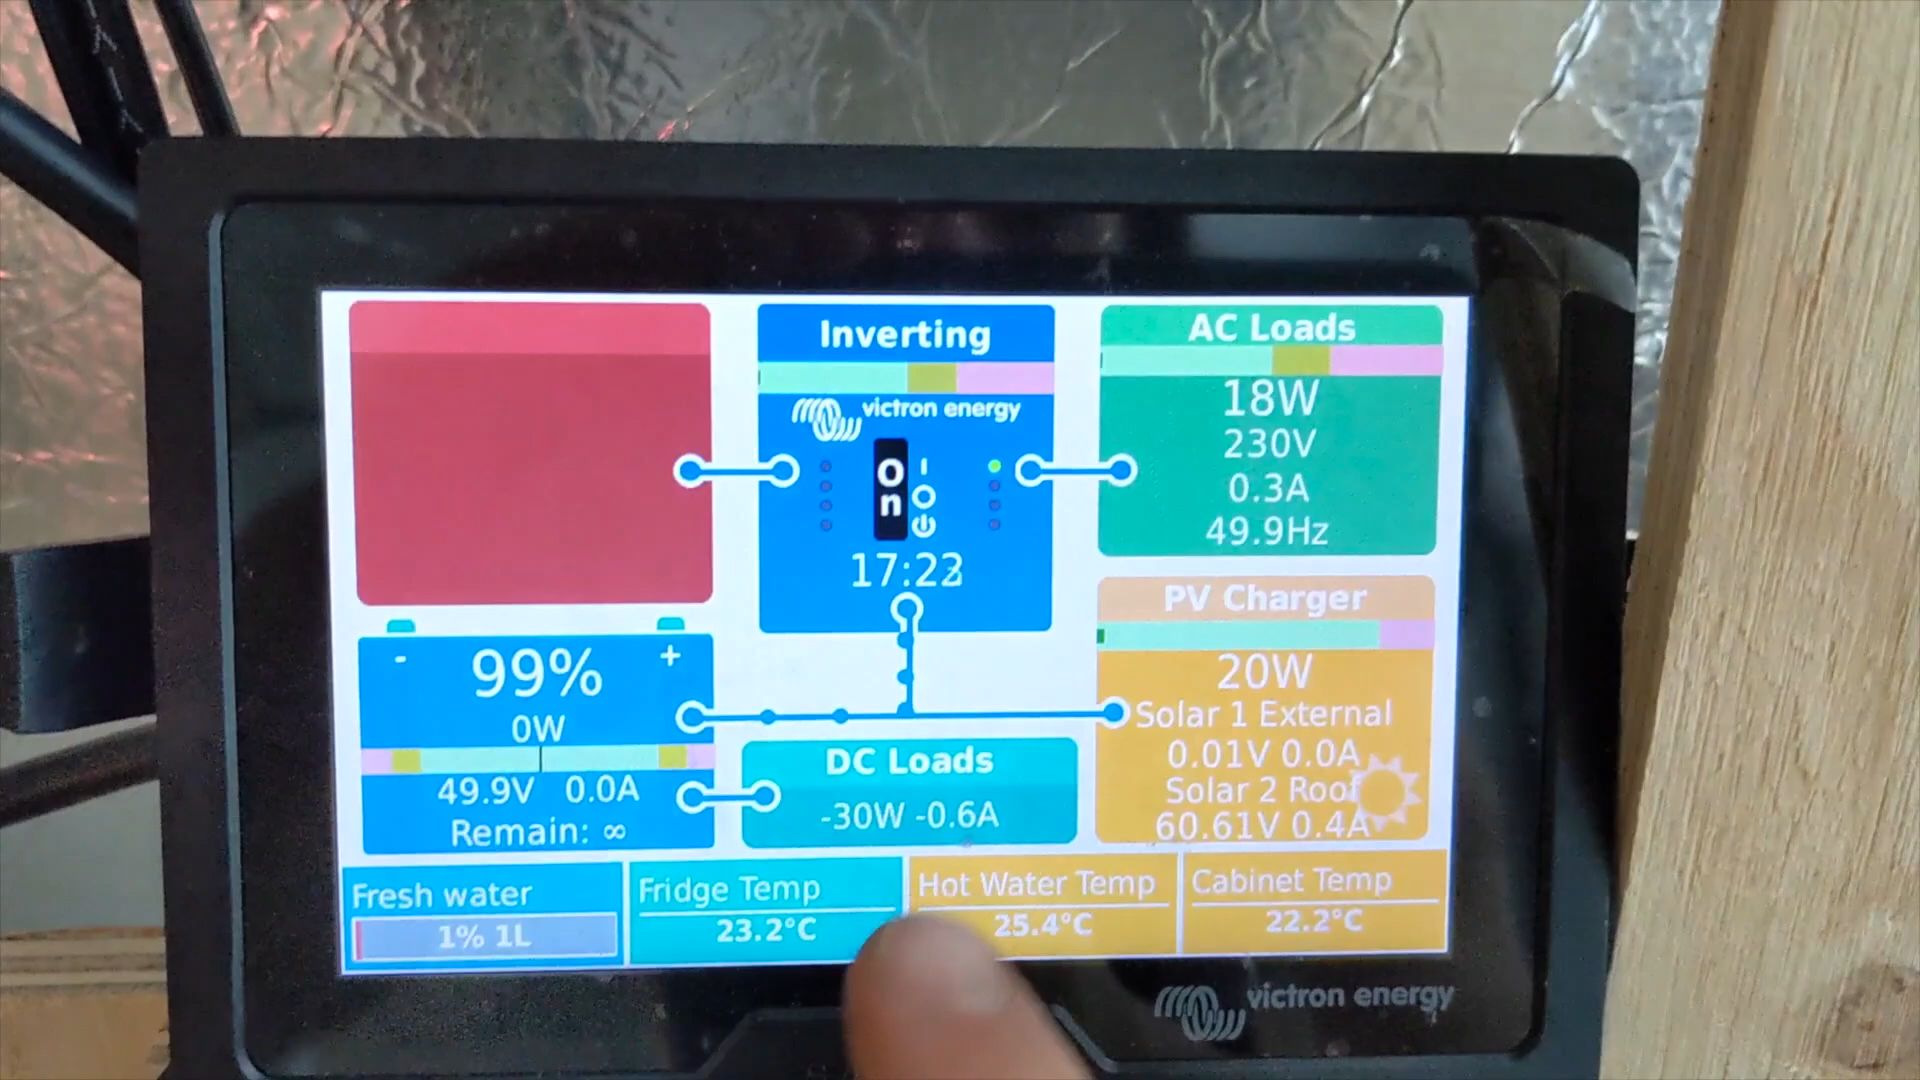 Inverting
victron energy
On
17:23
AC Loads
18W
230V
0.3A
49.9Hz
PV Charger
20W
Solar 1 External
0.01V 0.0A
Solar 2 Roof
60.61V 0.4A
- 99% +
0W
49.9V 0.0A
Remain: ∞
DC Loads
-30W -0.6A
Fresh water
1% 1L
Fridge Temp
23.2°C
Hot Water Temp
25.4°C
Cabinet Temp
22.2°C
victron energy